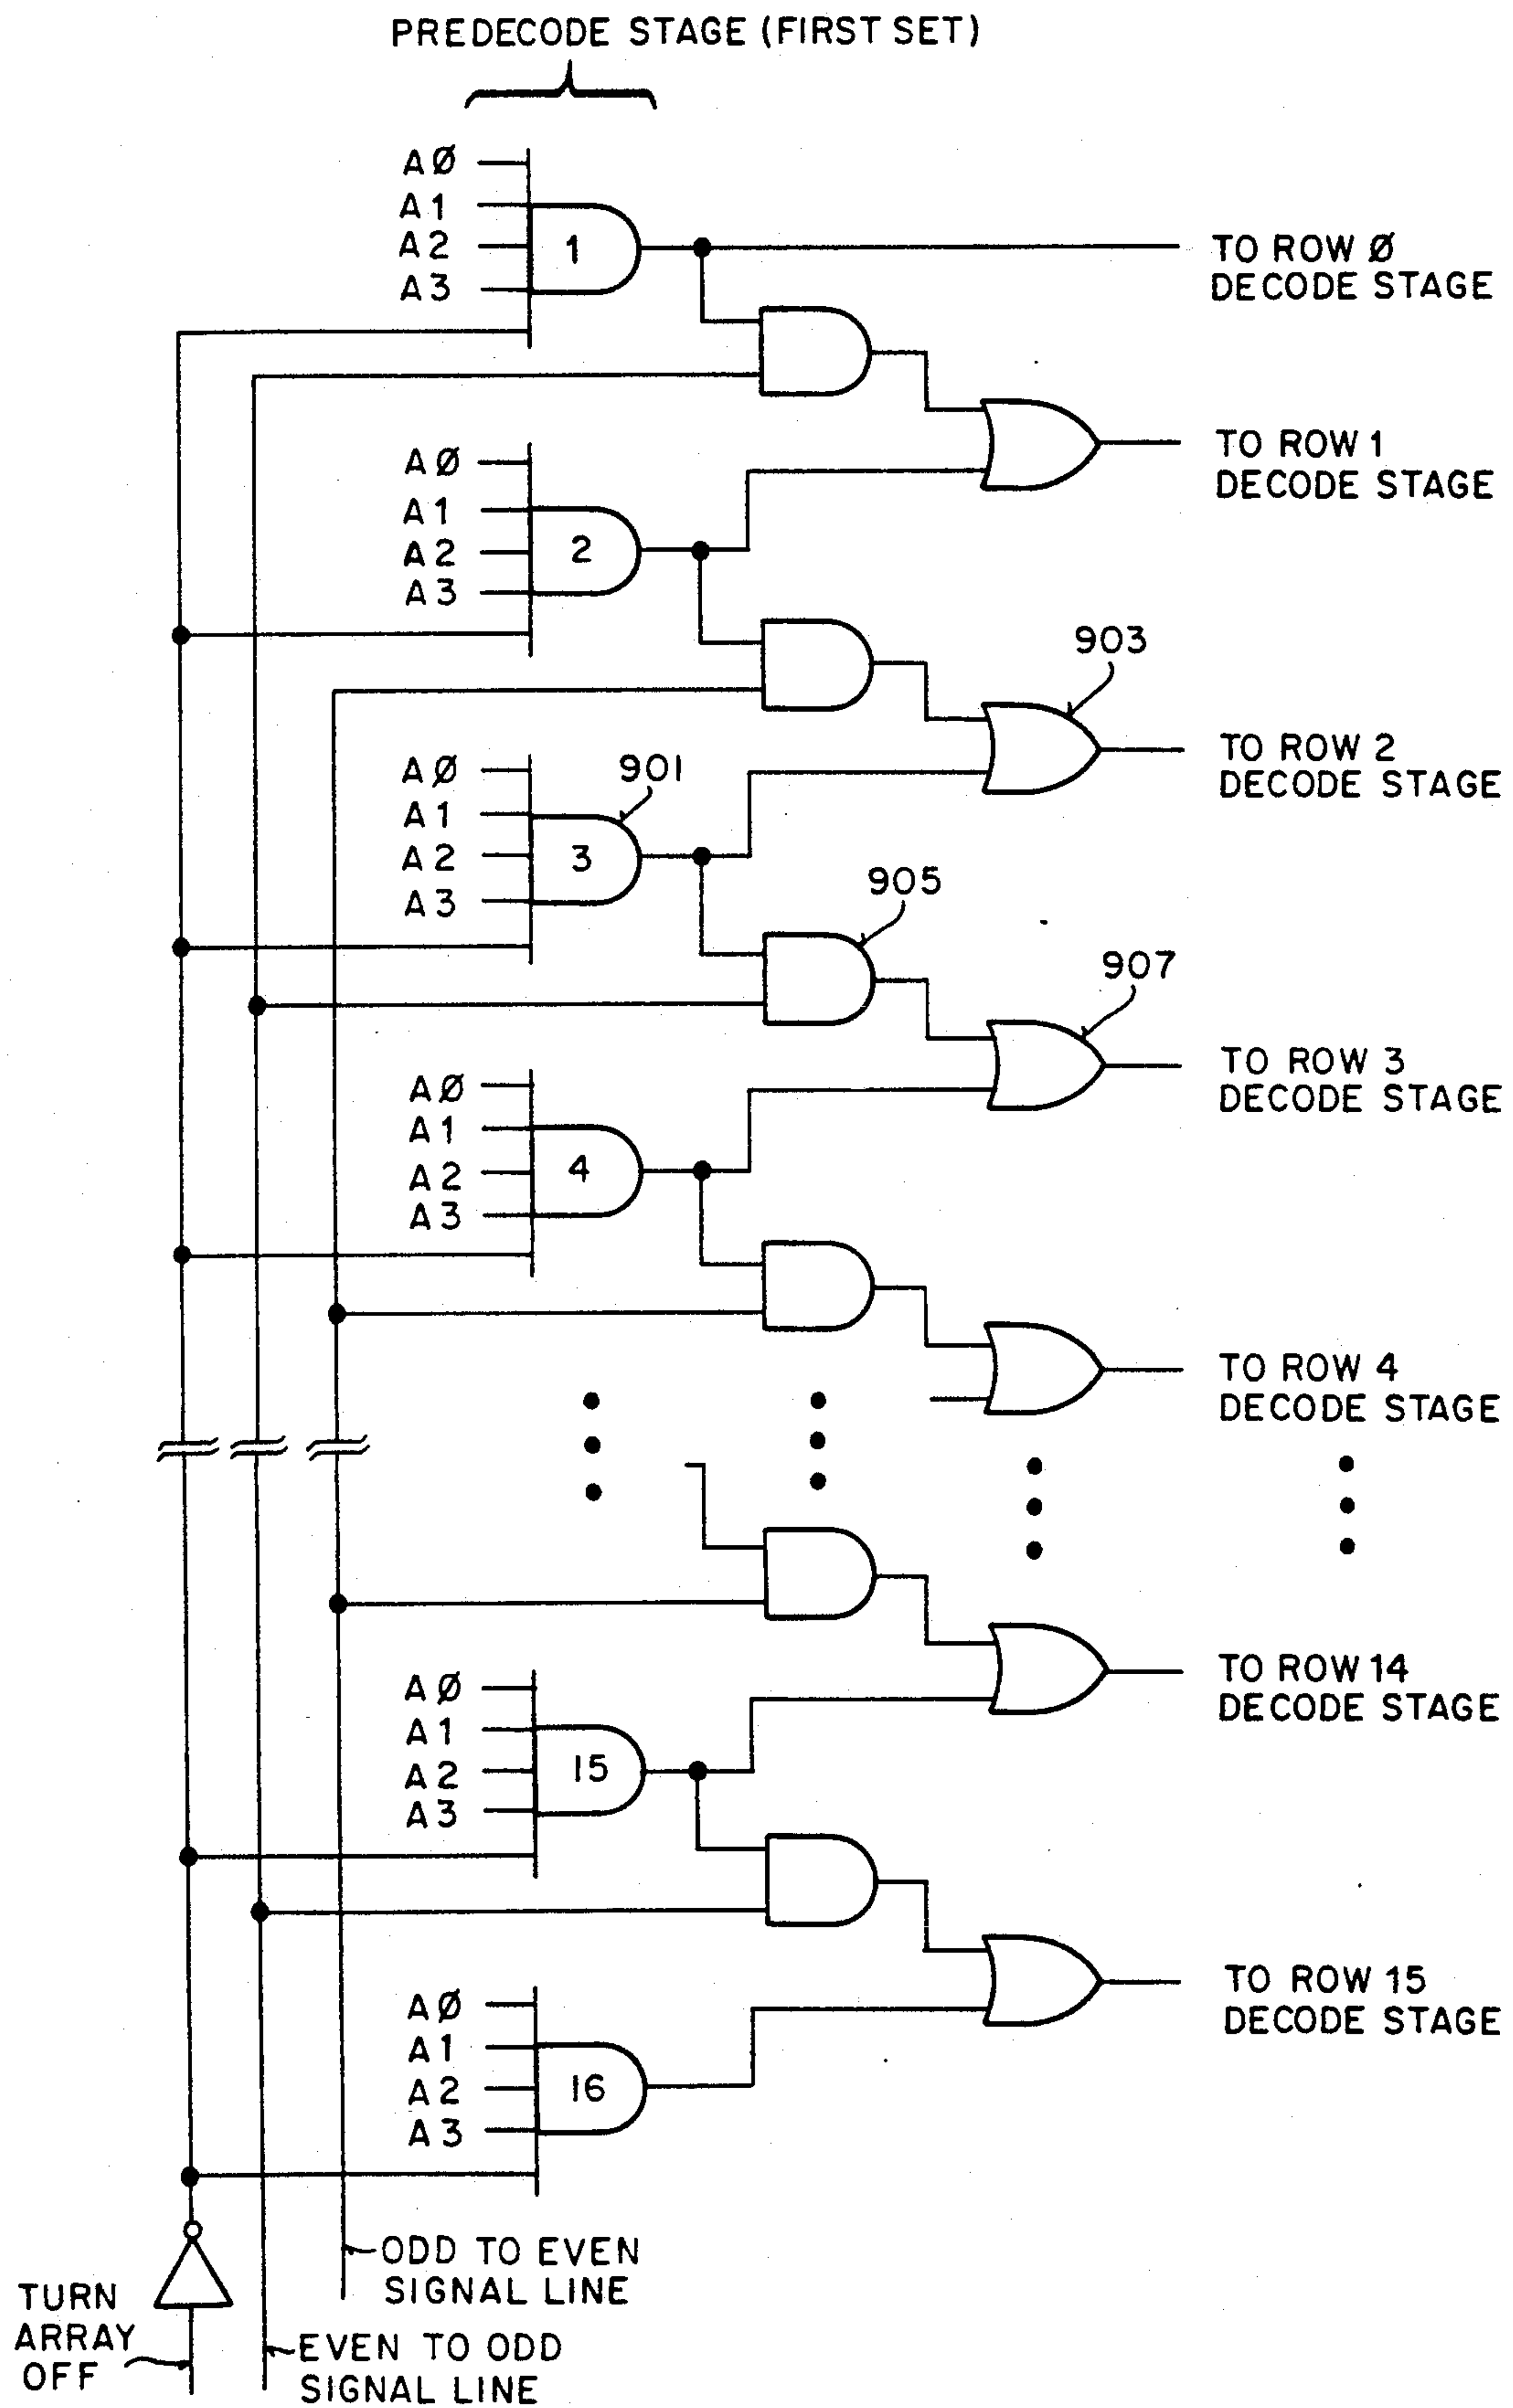 PREDECODE STAGE (FIRST SET)
AØ
A1
A2
A3
1
TO ROW Ø
DECODE STAGE
TO ROW 1
DECODE STAGE
AØ
A1
A2
A3
2
903
TO ROW 2
DECODE STAGE
AØ
A1
A2
A3
3
901
905
907
TO ROW 3
DECODE STAGE
AØ
A1
A2
A3
4
TO ROW 4
DECODE STAGE
TO ROW 14
DECODE STAGE
AØ
A1
A2
A3
15
TO ROW 15
DECODE STAGE
AØ
A1
A2
A3
16
ODD TO EVEN
SIGNAL LINE
TURN
ARRAY
OFF
EVEN TO ODD
SIGNAL LINE